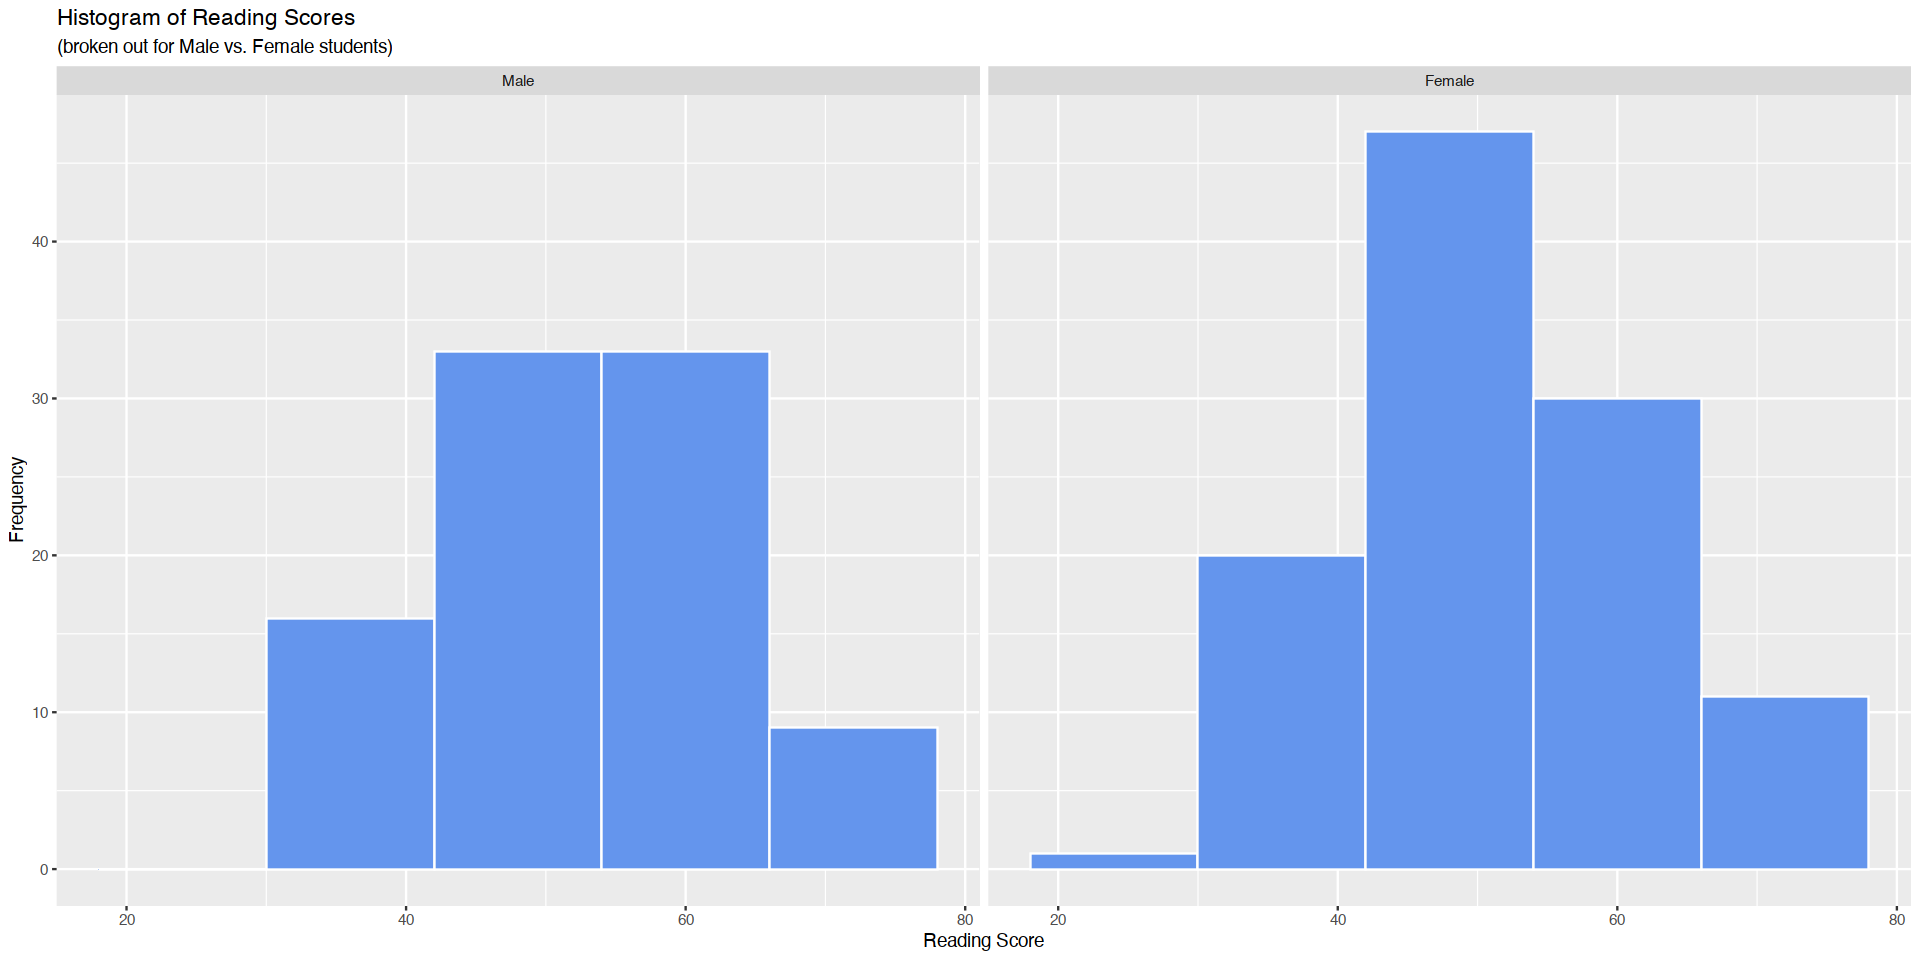 Histogram of Reading Scores
(broken out for Male vs. Female students)
Male
Female
Frequency
40
30
20
10
0
20 40 60 80
20 40 60 80
Reading Score